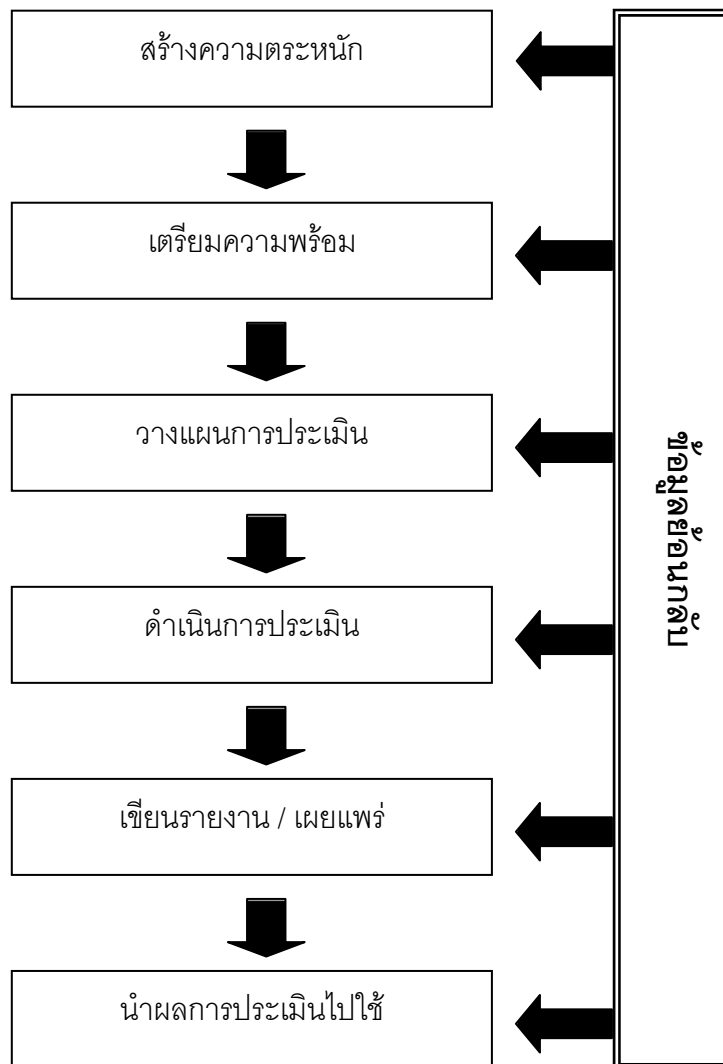 สร้างความตระหนัก
เตรียมความพร้อม
วางแผนการประเมิน
ดำเนินการประเมิน
เขียนรายงาน / เผยแพร่
นำผลการประเมินไปใช้
ข้อมูลย้อนกลับ